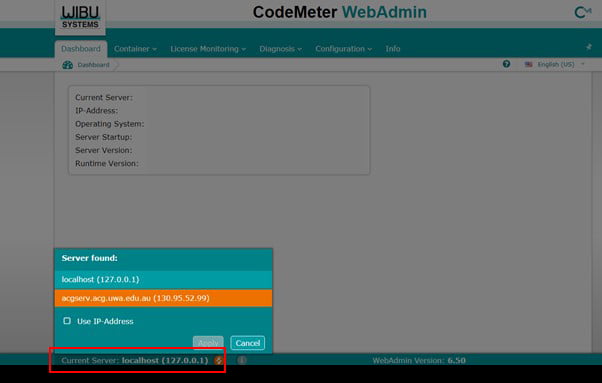 WIBU
SYSTEMS
CodeMeter WebAdmin
Dashboard Container License Monitoring Diagnosis Configuration Info
Dashboard
English (US)
Current Server:
IP-Address:
Operating System:
Server Startup:
Server Version:
Runtime Version:
Server found:
localhost (127.0.0.1)
acgserv.acg.uwa.edu.au (130.95.52.99)
Use IP-Address
Apply Cancel
Current Server: localhost (127.0.0.1) WebAdmin Version: 6.50